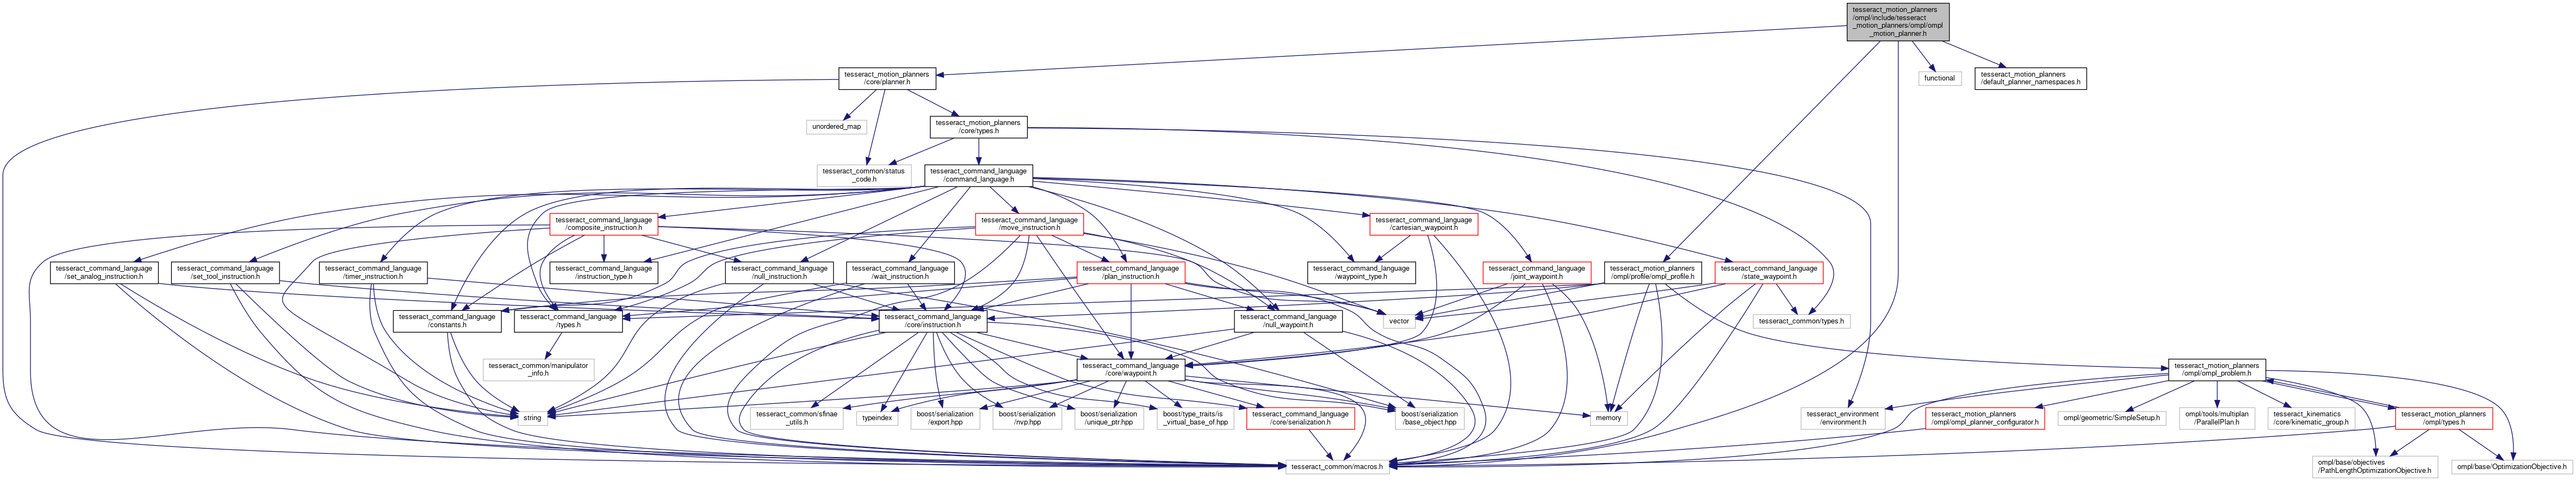 tesseract_motion_planners
/ompl/include/tesseract
_motion_planners/ompl/ompl
_motion_planner.h
tesseract_motion_planners
/core/planner.h
functional
tesseract_motion_planners
/default_planner_namespaces.h
unordered_map
tesseract_motion_planners
/core/types.h
tesseract_common/status
_code.h
tesseract_command_language
/command_language.h
tesseract_command_language
/composite_instruction.h
tesseract_command_language
/move_instruction.h
tesseract_command_language
/cartesian_waypoint.h
tesseract_command_language
/set_analog_instruction.h
tesseract_command_language
/set_tool_instruction.h
tesseract_command_language
/timer_instruction.h
tesseract_command_language
/instruction_type.h
tesseract_command_language
/null_instruction.h
tesseract_command_language
/wait_instruction.h
tesseract_command_language
/plan_instruction.h
tesseract_command_language
/waypoint_type.h
tesseract_command_language
/joint_waypoint.h
tesseract_motion_planners
/ompl/profile/ompl_profile.h
tesseract_command_language
/state_waypoint.h
tesseract_command_language
/constants.h
tesseract_command_language
/types.h
tesseract_command_language
/core/instruction.h
tesseract_command_language
/null_waypoint.h
vector
tesseract_common/types.h
tesseract_common/manipulator
_info.h
tesseract_command_language
/core/waypoint.h
tesseract_motion_planners
/ompl/ompl_problem.h
string
tesseract_common/sfinae
_utils.h
typeindex
boost/serialization
/export.hpp
boost/serialization
/nvp.hpp
boost/serialization
/unique_ptr.hpp
boost/type_traits/is
_virtual_base_of.hpp
tesseract_command_language
/core/serialization.h
boost/serialization
/base_object.hpp
memory
tesseract_environment
/environment.h
tesseract_motion_planners
/ompl/ompl_planner_configurator.h
ompl/geometric/SimpleSetup.h
ompl/tools/multiplan
/ParallelPlan.h
tesseract_kinematics
/core/kinematic_group.h
tesseract_motion_planners
/ompl/types.h
tesseract_common/macros.h
ompl/base/objectives
/PathLengthOptimizationObjective.h
ompl/base/OptimizationObjective.h